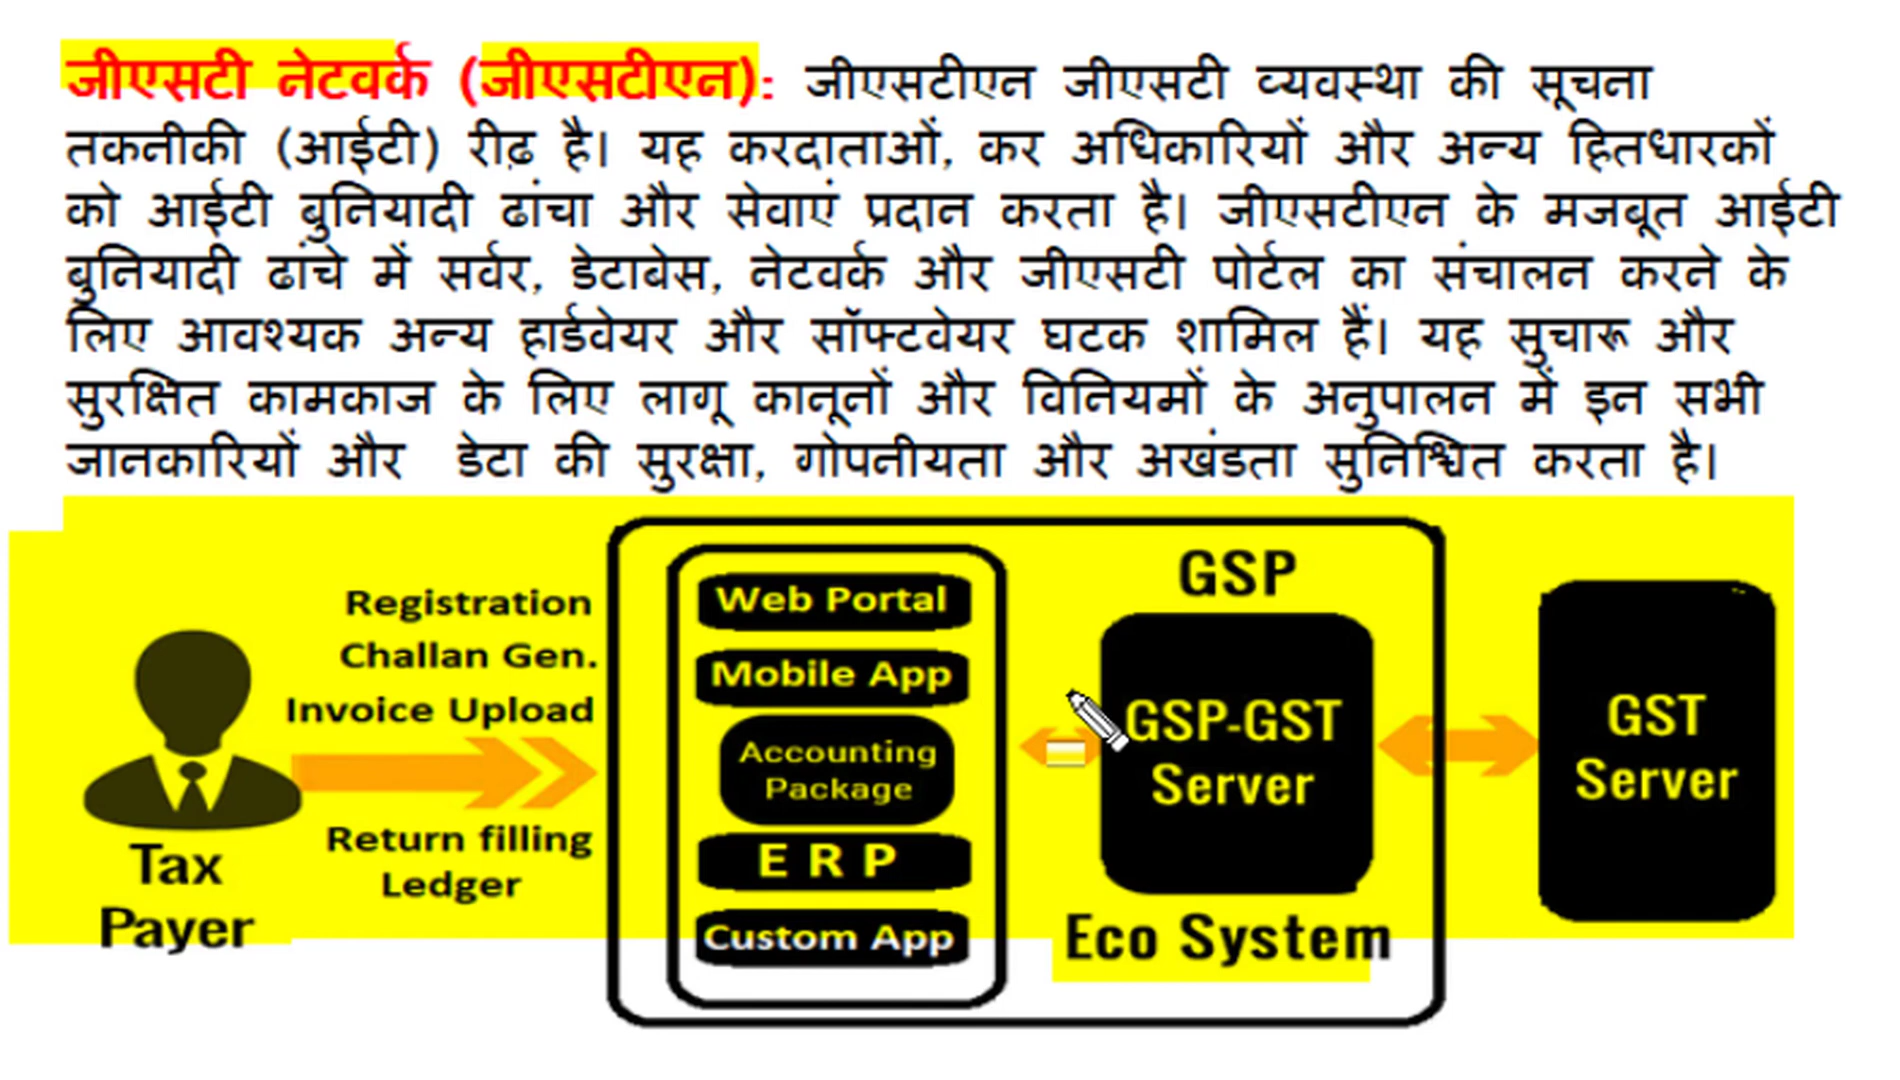 जीएसटी नेटवर्क (जीएसटीएन): जीएसटीएन जीएसटी व्यवस्था की सूचना
तकनीकी (आईटी) रीढ़ है। यह करदाताओं, कर अधिकारियों और अन्य हितधारकों
को आईटी बुनियादी ढांचा और सेवाएं प्रदान करता है। जीएसटीएन के मजबूत आईटी
बुनियादी ढांचे में सर्वर, डेटाबेस, नेटवर्क और जीएसटी पोर्टल का संचालन करने के
लिए आवश्यक अन्य हार्डवेयर और सॉफ्टवेयर घटक शामिल हैं। यह सुचारू और
सुरक्षित कामकाज के लिए लागू कानूनों और विनियमों के अनुपालन में इन सभी
जानकारियों और डेटा की सुरक्षा, गोपनीयता और अखंडता सुनिश्चित करता है।
Registration
Challan Gen.
Invoice Upload
Return filling
Ledger
Tax
Payer
Web Portal
Mobile App
Accounting
Package
E R P
Custom App
GSP
GSP-GST
Server
Eco System
GST
Server